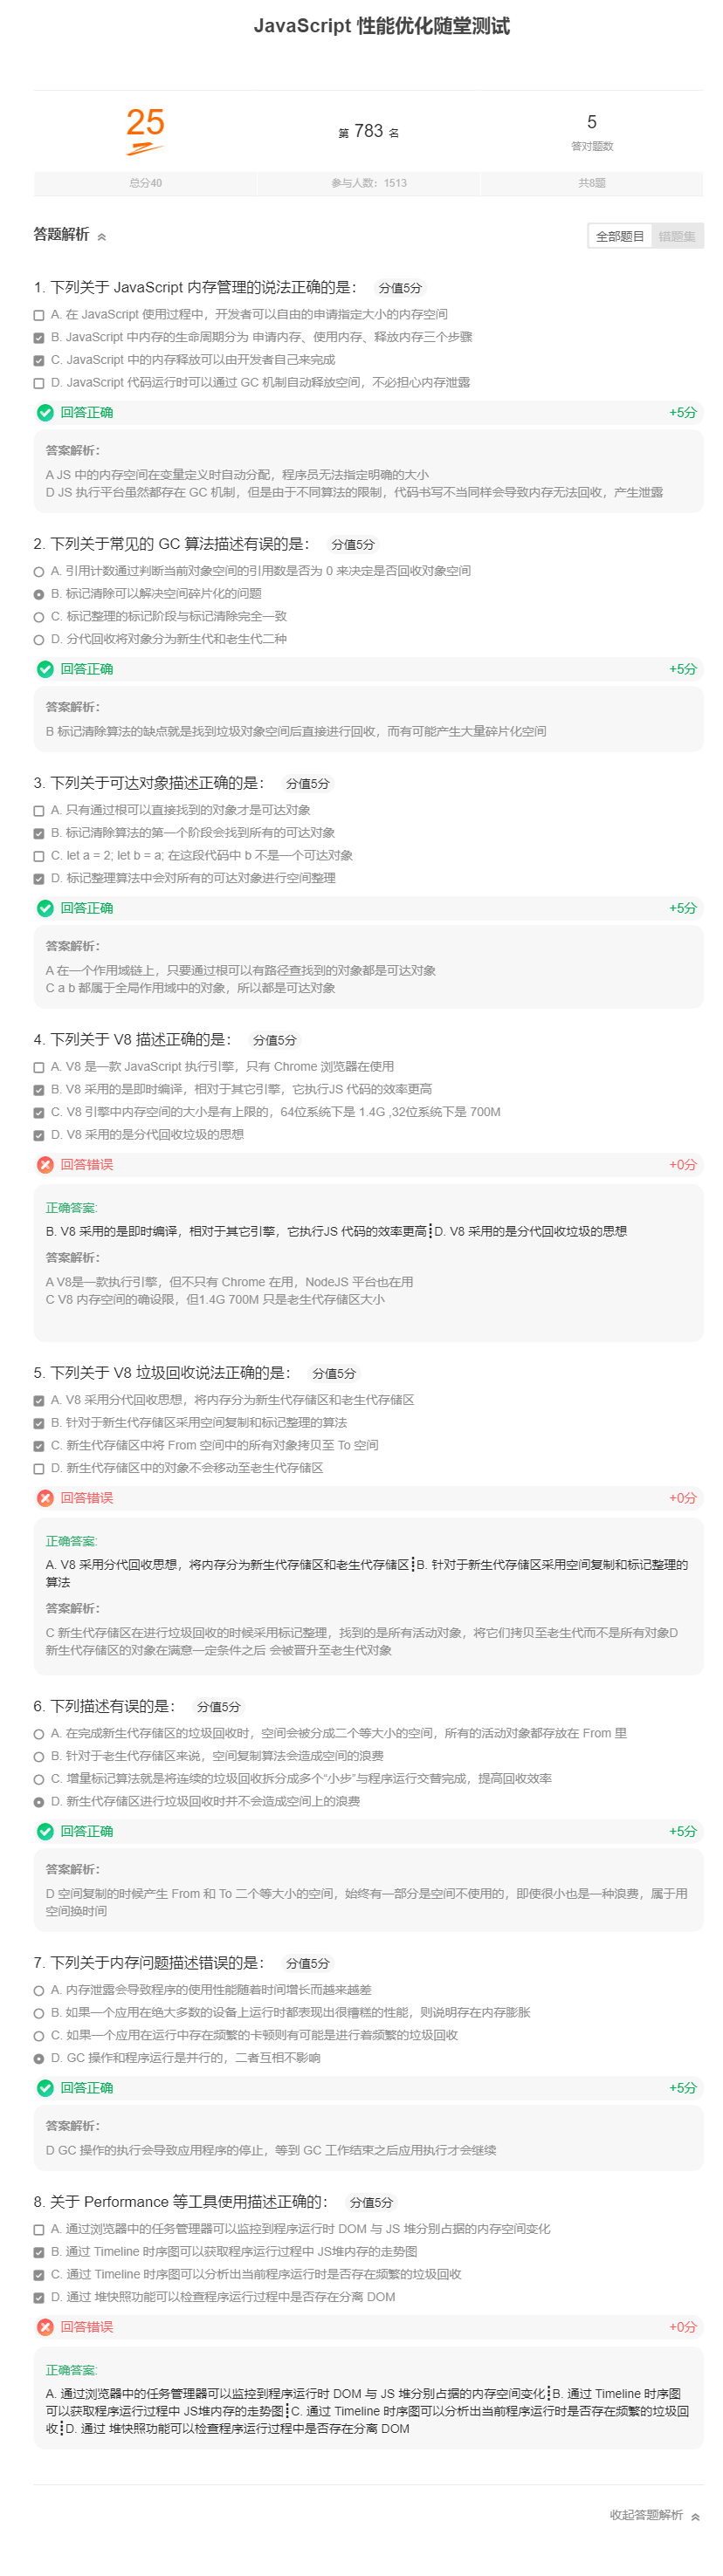 JavaScript 性能优化随堂测试
25
第 783 名
5
答对题数
总分40
参与人数：1513
共8题
答题解析
全部题目
错题集
1. 下列关于 JavaScript 内存管理的说法正确的是： 分值5分
A. 在 JavaScript 使用过程中，开发者可以自由的申请指定大小的内存空间
B. JavaScript 中内存的生命周期分为 申请内存、使用内存、释放内存三个步骤
C. JavaScript 中的内存释放可以由开发者自己来完成
D. JavaScript 代码运行时可以通过 GC 机制自动释放空间，不必担心内存泄露
回答正确 +5分
答案解析：
A JS 中的内存空间在变量定义时自动分配，程序员无法指定明确的大小
D JS 执行平台虽然都存在 GC 机制，但是由于不同算法的限制，代码书写不当同样会导致内存无法回收，产生泄露
2. 下列关于常见的 GC 算法描述有误的是： 分值5分
A. 引用计数通过判断当前对象空间的引用数是否为 0 来决定是否回收对象空间
B. 标记清除可以解决空间碎片化的问题
C. 标记整理的标记阶段与标记清除完全一致
D. 分代回收将对象分为新生代和老生代二种
回答正确 +5分
答案解析：
B 标记清除算法的缺点就是找到垃圾对象空间后直接进行回收，而有可能产生大量碎片化空间
3. 下列关于可达对象描述正确的是： 分值5分
A. 只有通过根可以直接找到的对象才是可达对象
B. 标记清除算法的第一个阶段会找到所有的可达对象
C. let a = 2; let b = a; 在这段代码中 b 不是一个可达对象
D. 标记整理算法中会对所有的可达对象进行空间整理
回答正确 +5分
答案解析：
A 在一个作用域链上，只要通过根可以有路径查找到的对象都是可达对象
C a b 都属于全局作用域中的对象，所以都是可达对象
4. 下列关于 V8 描述正确的是： 分值5分
A. V8 是一款 JavaScript 执行引擎，只有 Chrome 浏览器在使用
B. V8 采用的是即时编译，相对于其它引擎，它执行JS 代码的效率更高
C. V8 引擎中内存空间的大小是有上限的，64位系统下是 1.4G ,32位系统下是 700M
D. V8 采用的是分代回收垃圾的思想
回答错误 +0分
正确答案:
B. V8 采用的是即时编译，相对于其它引擎，它执行JS 代码的效率更高┋D. V8 采用的是分代回收垃圾的思想
答案解析：
A V8是一款执行引擎，但不只有 Chrome 在用，NodeJS 平台也在用
C V8 内存空间的确设限，但1.4G 700M 只是老生代存储区大小
5. 下列关于 V8 垃圾回收说法正确的是： 分值5分
A. V8 采用分代回收思想，将内存分为新生代存储区和老生代存储区
B. 针对于新生代存储区采用空间复制和标记整理的算法
C. 新生代存储区中将 From 空间中的所有对象拷贝至 To 空间
D. 新生代存储区中的对象不会移动至老生代存储区
回答错误 +0分
正确答案:
A. V8 采用分代回收思想，将内存分为新生代存储区和老生代存储区┋B. 针对于新生代存储区采用空间复制和标记整理的
算法
答案解析：
C 新生代存储区在进行垃圾回收的时候采用标记整理，找到的是所有活动对象，将它们拷贝至老生代而不是所有对象D
新生代存储区的对象在满意一定条件之后 会被晋升至老生代对象
6. 下列描述有误的是： 分值5分
A. 在完成新生代存储区的垃圾回收时，空间会被分成二个等大小的空间，所有的活动对象都存放在 From 里
B. 针对于老生代存储区来说，空间复制算法会造成空间的浪费
C. 增量标记算法就是将连续的垃圾回收拆分成多个“小步”与程序运行交替完成，提高回收效率
D. 新生代存储区进行垃圾回收时并不会造成空间上的浪费
回答正确 +5分
答案解析：
D 空间复制的时候产生 From 和 To 二个等大小的空间，始终有一部分是空间不使用的，即使很小也是一种浪费，属于用
空间换时间
7. 下列关于内存问题描述错误的是： 分值5分
A. 内存泄露会导致程序的使用性能随着时间增长而越来越差
B. 如果一个应用在绝大多数的设备上运行时都表现出很糟糕的性能，则说明存在内存膨胀
C. 如果一个应用在运行中存在频繁的卡顿则有可能是进行着频繁的垃圾回收
D. GC 操作和程序运行是并行的，二者互相不影响
回答正确 +5分
答案解析：
D GC 操作的执行会导致应用程序的停止，等到 GC 工作结束之后应用执行才会继续
8. 关于 Performance 等工具使用描述正确的： 分值5分
A. 通过浏览器中的任务管理器可以监控到程序运行时 DOM 与 JS 堆分别占据的内存空间变化
B. 通过 Timeline 时序图可以获取程序运行过程中 JS堆内存的走势图
C. 通过 Timeline 时序图可以分析出当前程序运行时是否存在频繁的垃圾回收
D. 通过 堆快照功能可以检查程序运行过程中是否存在分离 DOM
回答错误 +0分
正确答案:
A. 通过浏览器中的任务管理器可以监控到程序运行时 DOM 与 JS 堆分别占据的内存空间变化┋B. 通过 Timeline 时序图
可以获取程序运行过程中 JS堆内存的走势图┋C. 通过 Timeline 时序图可以分析出当前程序运行时是否存在频繁的垃圾回
收┋D. 通过 堆快照功能可以检查程序运行过程中是否存在分离 DOM
收起答题解析